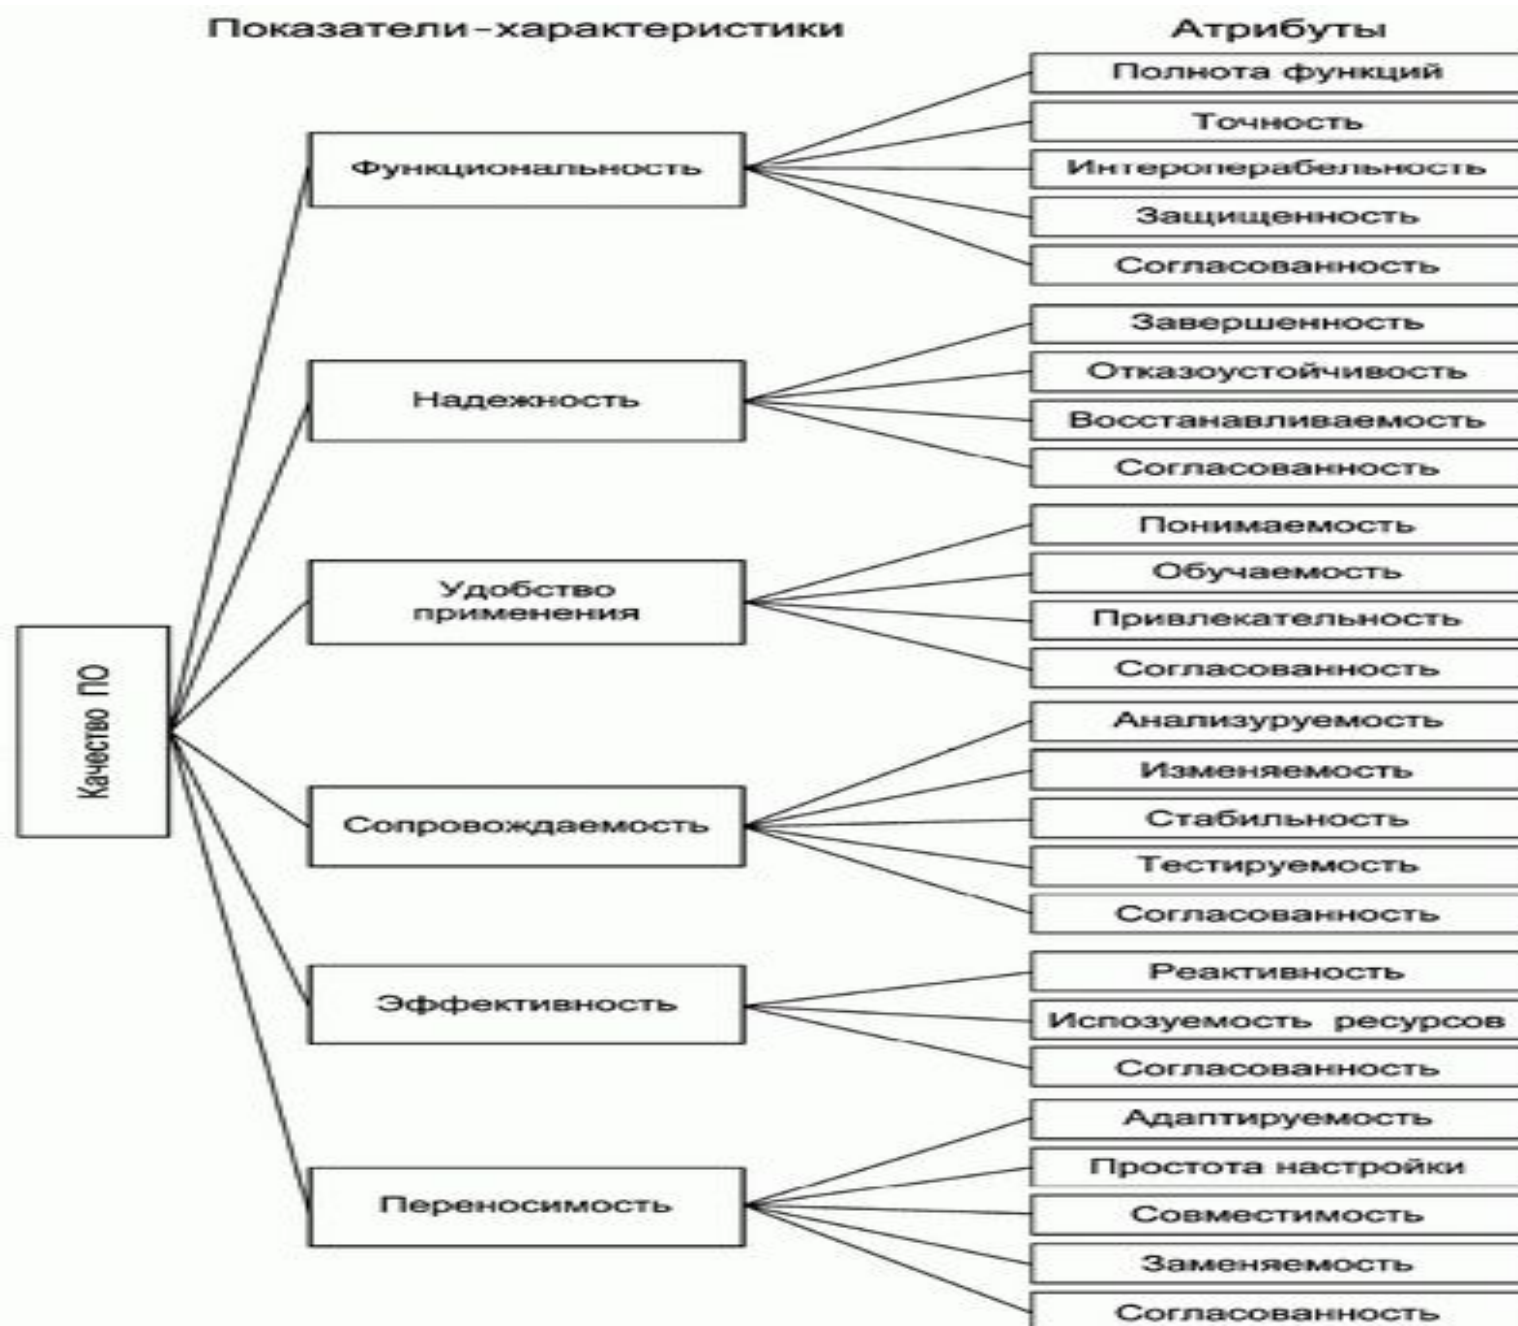 Показатели-характеристики
Атрибуты
Качество ПО
Функциональность
Полнота функций
Точность
Интероперабельность
Защищенность
Согласованность
Надежность
Завершенность
Отказоустойчивость
Восстанавливаемость
Согласованность
Удобство
применения
Понимаемость
Обучаемость
Привлекательность
Согласованность
Сопровождаемость
Анализуруемость
Изменяемость
Стабильность
Тестируемость
Согласованность
Эффективность
Реактивность
Испозуемость ресурсов
Согласованность
Переносимость
Адаптируемость
Простота настройки
Совместимость
Заменяемость
Согласованность